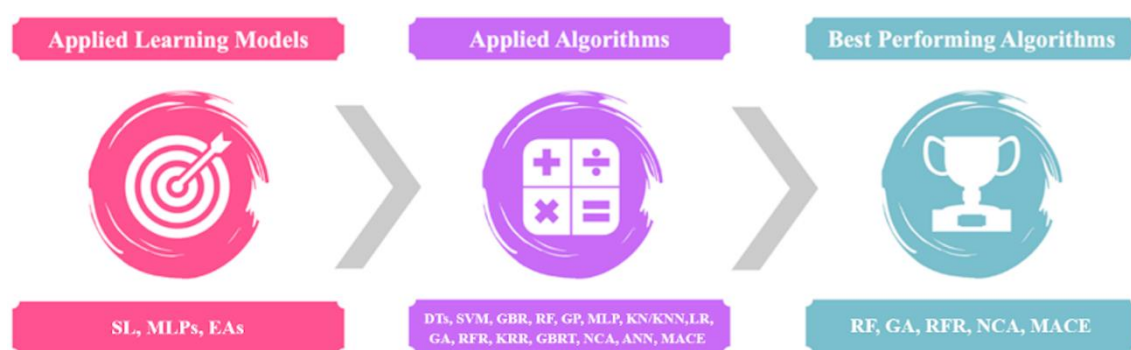 Applied Learning Models
Applied Algorithms
Best Performing Algorithms
SL, MLPs, EAs
DTs, SVM, GBR, RF, GP, MLP, KN/KNN,LR,
GA, RFR, KRR, GBRT, NCA, ANN, MACE
RF, GA, RFR, NCA, MACE